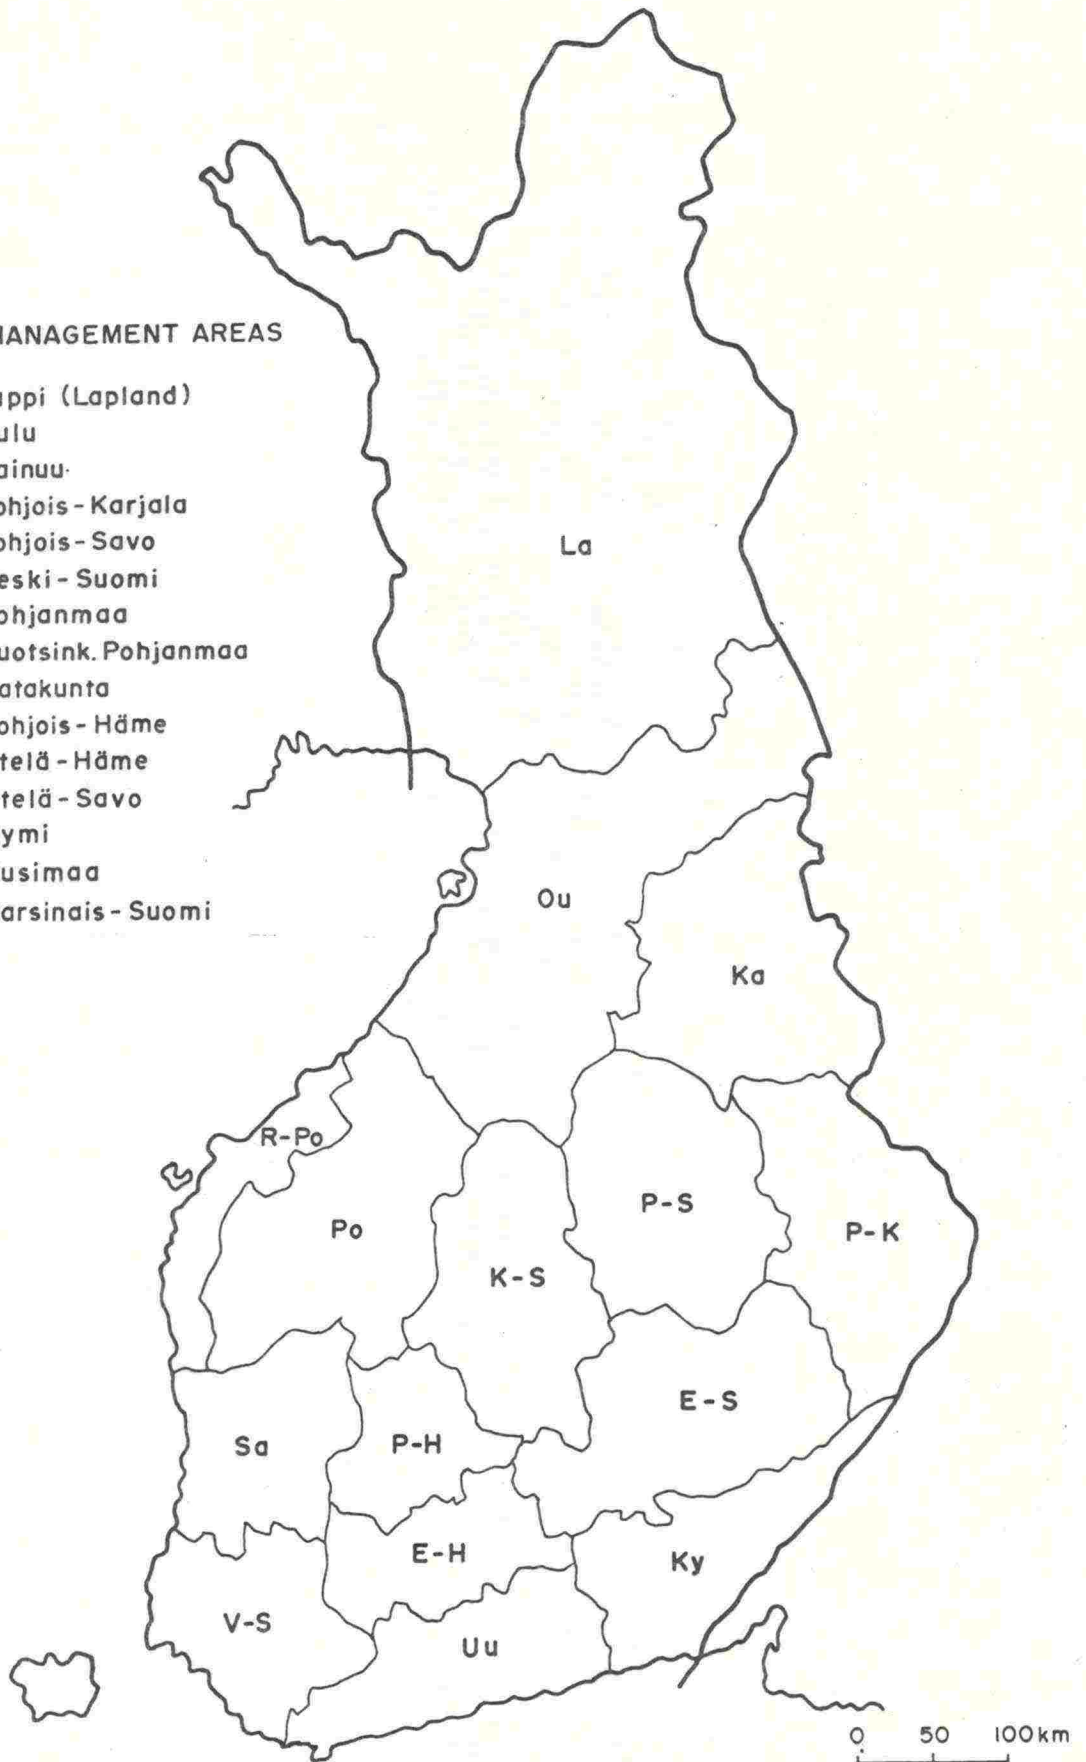 MANAGEMENT AREAS
appi (Lapland)
ulu
ainuu
ohjois-Karjala
ohjois-Savo
eski-Suomi
ohjanmaa
uotsink. Pohjanmaa
atakunta
ohjois-Häme
telä-Häme
telä-Savo
ymi
usimaa
arsinais-Suomi
La
Ou
Ka
R-Po
Po
K-S
P-S
P-K
E-S
Sa
P-H
E-H
Ky
V-S
Uu
0 50 100km